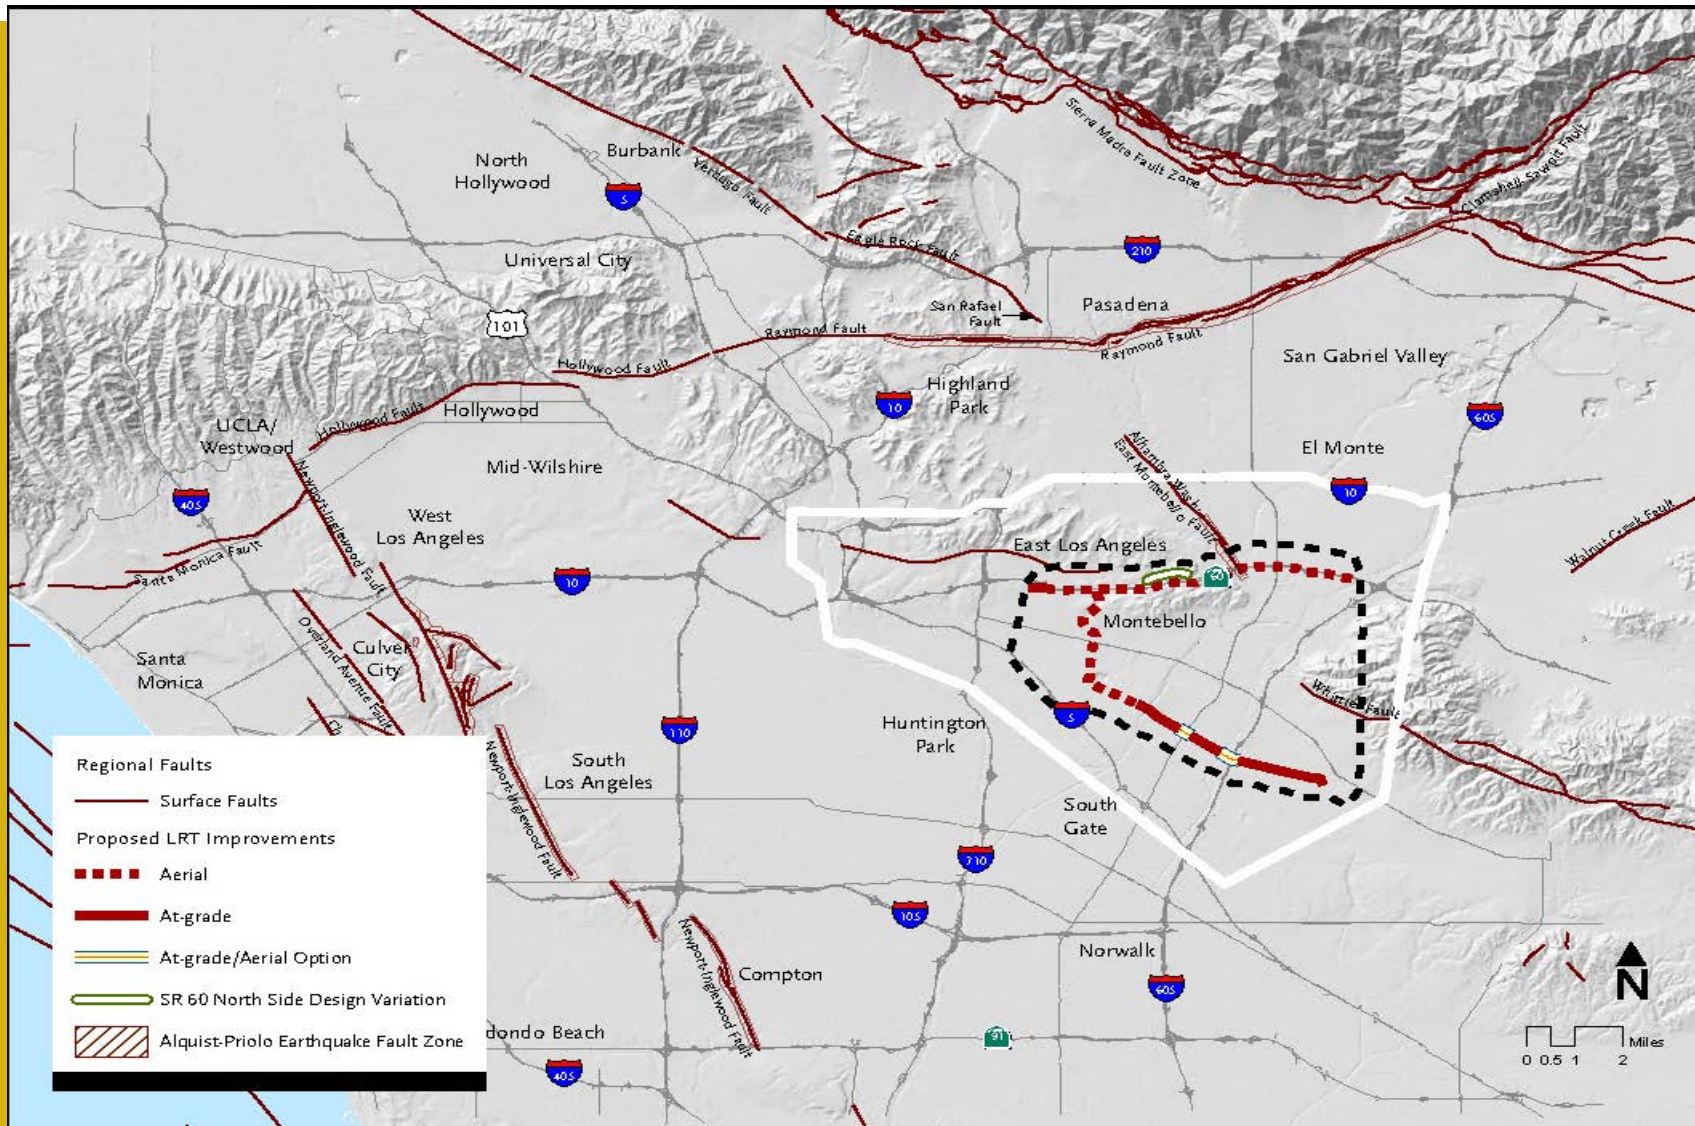 North
Hollywood
Burbank
Verdugo Fault
5
Sierra Madre Fault Zone
Clamshell Sawpit Fault
Universal City
Eagle Rock Fault
210
San Rafael
Fault
Pasadena
101
Raymond Fault
Raymond Fault
Hollywood Fault
San Gabriel Valley
Highland
Park
10
605
Hollywood
Hollywood Fault
UCLA/
Westwood
Mid-Wilshire
El Monte
10
Alhambra Wash
East Montebello Fault
405
Newport-Inglewood Fault
West
Los Angeles
Santa Monica Fault
East Los Angeles
Walnut Creek Fault
10
60
Montebello
Overland Avenue Fault
Culver
City
Santa
Monica
Whittier Fault
5
110
Huntington
Park
South
Los Angeles
Newport-Inglewood Fault
South
Gate
710
105
Norwalk
605
Newport-Inglewood Fault
Compton
dondo Beach
91
405
Regional Faults
Surface Faults
Proposed LRT Improvements
Aerial
At-grade
At-grade/Aerial Option
SR 60 North Side Design Variation
Alquist-Priolo Earthquake Fault Zone
N
Miles
0 0.5 1 2